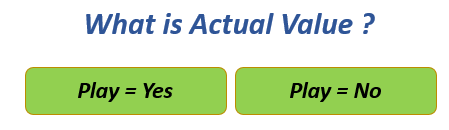 What is Actual Value ?
Play = Yes
Play = No